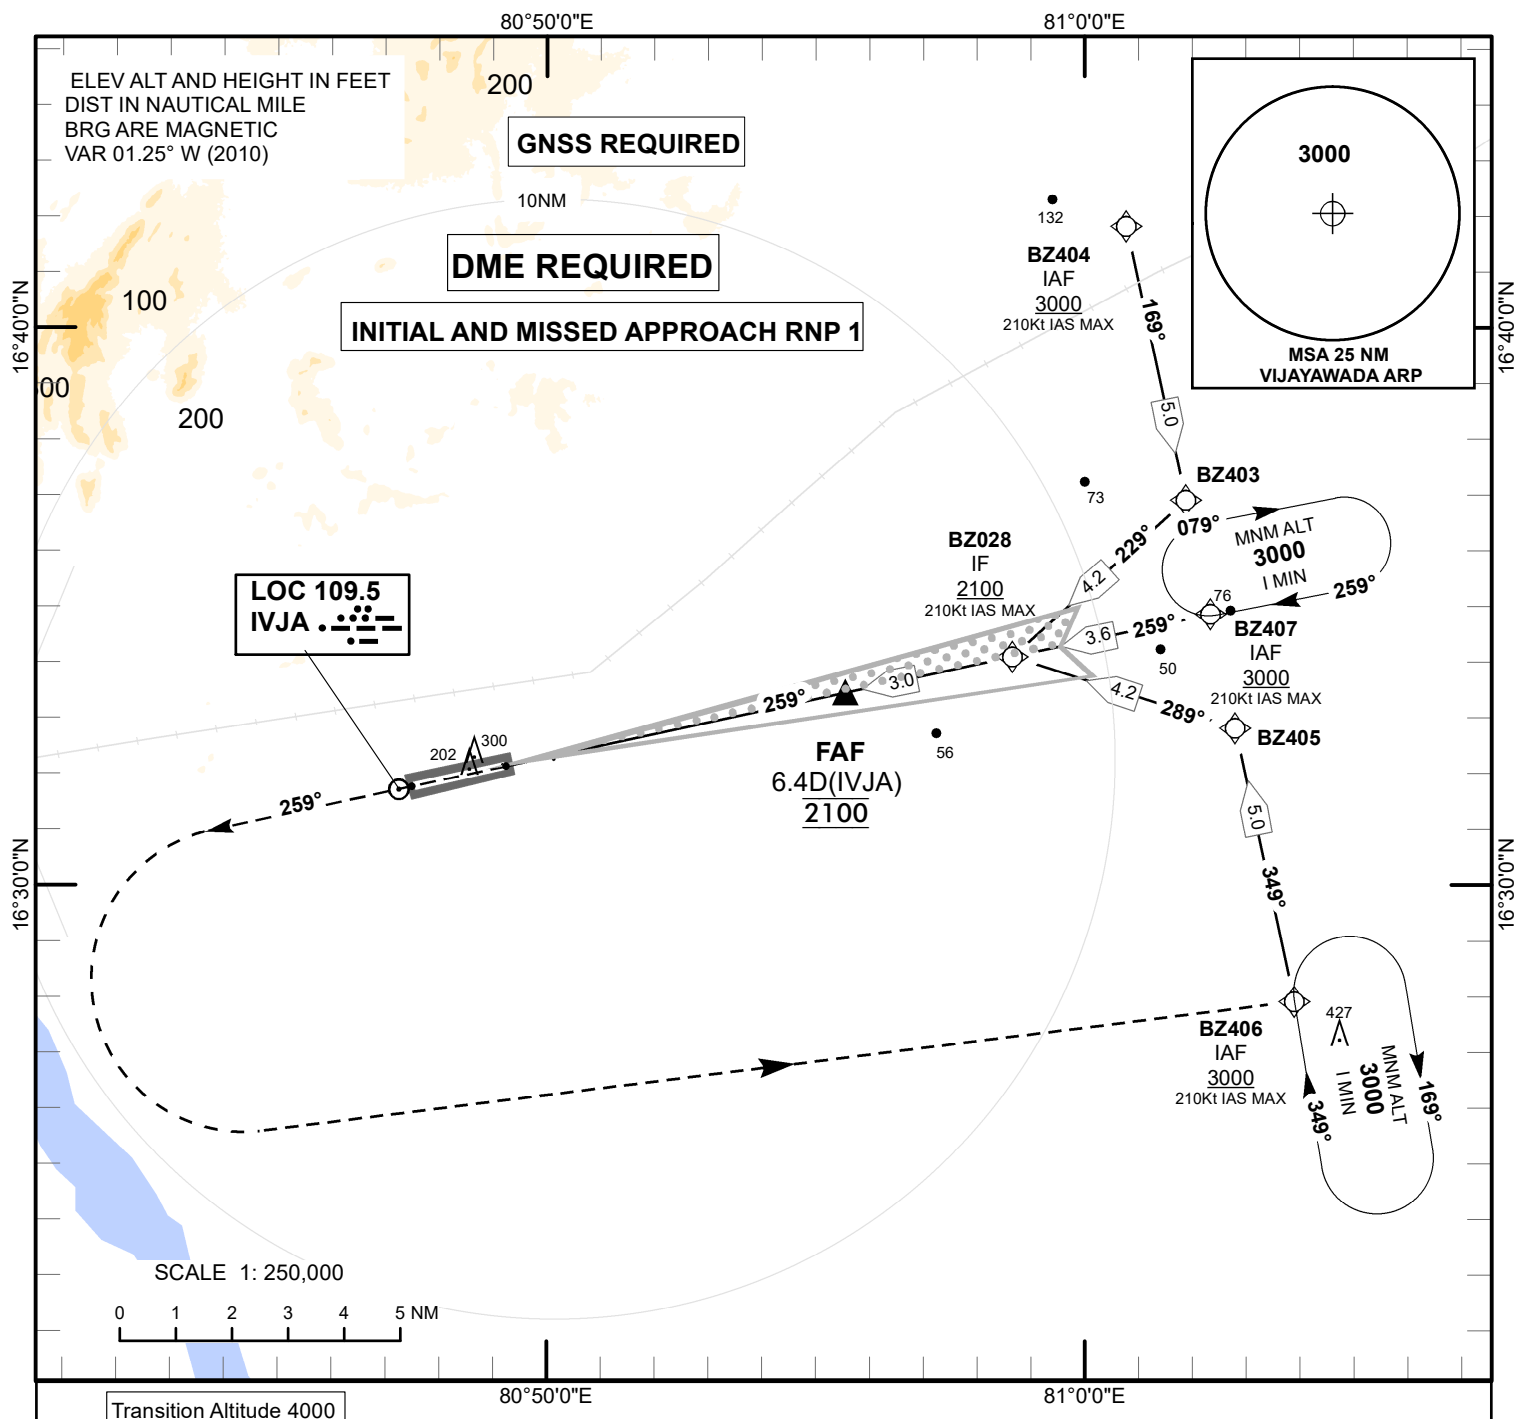 80°50'0"E
81°0'0"E
ELEV ALT AND HEIGHT IN FEET
DIST IN NAUTICAL MILE
BRG ARE MAGNETIC
VAR 01.25° W (2010)
200
GNSS REQUIRED
10NM
DME REQUIRED
INITIAL AND MISSED APPROACH RNP 1
3000
MSA 25 NM
VIJAYAWADA ARP
132
BZ404
IAF
3000
210Kt IAS MAX
169°
5.0
16°40'0"N
16°40'0"N
100
00
200
73
BZ403
079°
MNM ALT
3000
I MIN
259°
229°
4.2
BZ028
IF
2100
210Kt IAS MAX
76
259°
3.6
BZ407
IAF
3000
210Kt IAS MAX
50
LOC 109.5
IVJA
3.0
259°
4.2
289°
BZ405
202
300
56
FAF
6.4D(IVJA)
2100
259°
5.0
349°
16°30'0"N
16°30'0"N
BZ406
IAF
3000
210Kt IAS MAX
427
MNM ALT
3000
I MIN
169°
349°
SCALE 1: 250,000
0 1 2 3 4 5 NM
80°50'0"E
81°0'0"E
Transition Altitude 4000